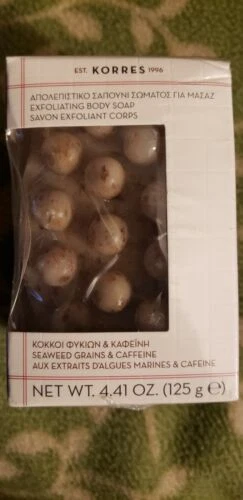 EST. KORRES 1996
ΑΠΟΛΕΠΙΣΤΙΚΟ ΣΑΠΟΥΝΙ ΣΩΜΑΤΟΣ ΓΙΑ ΜΑΣΑΖ
EXFOLIATING BODY SOAP
SAVON EXFOLIANT CORPS
ΚΟΚΚΟΙ ΦΥΚΙΩΝ & ΚΑΦΕΪΝΗ
SEAWEED GRAINS & CAFFEINE
AUX EXTRAITS D'ALGUES MARINES & CAFEINE
NET WT. 4.41 OZ. (125 g ℮)